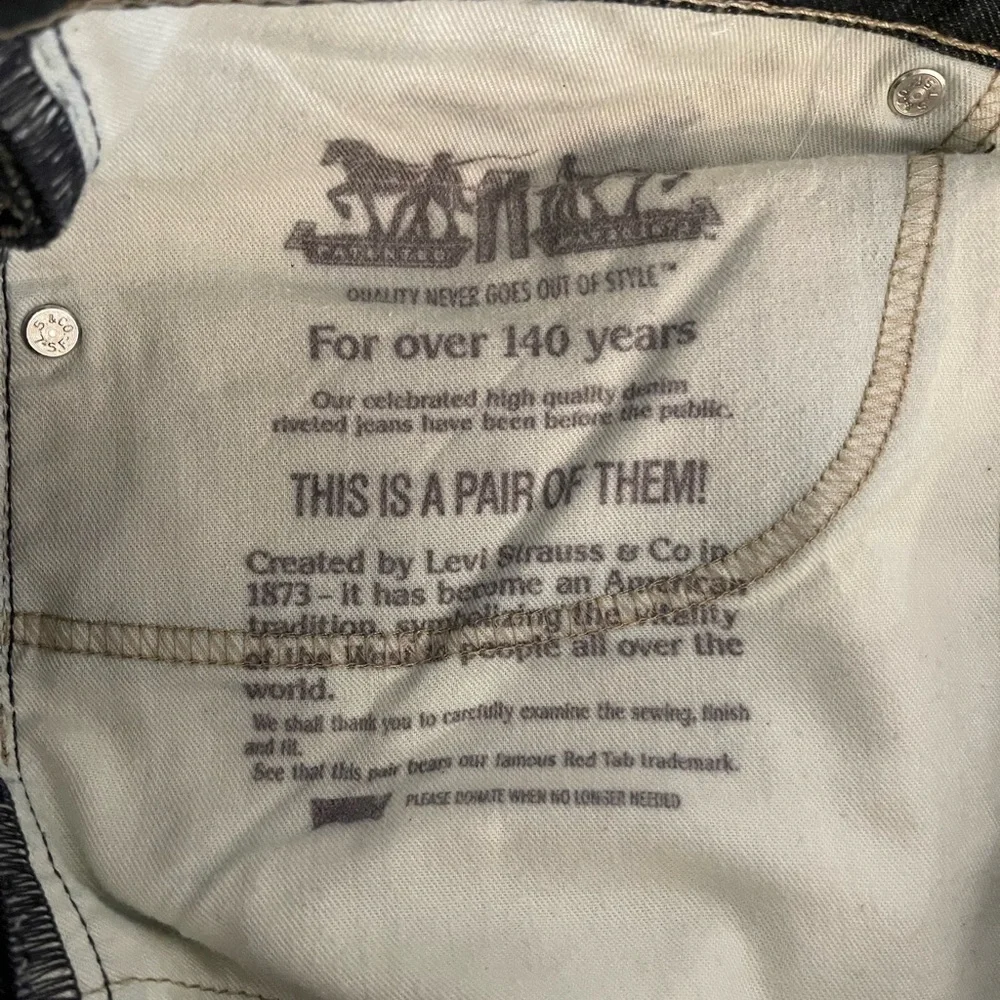 PATENTED
QUALITY NEVER GOES OUT OF STYLE™
For over 140 years
Our celebrated high quality denim
riveted jeans have been before the public.
THIS IS A PAIR OF THEM!
Created by Levi Strauss & Co in
1873 – it has become an American
tradition, symbolizing the vitality
of the West to people all over the
world.
We shall thank you to carefully examine the sewing, finish
and fit.
See that this pair bears our famous Red Tab trademark.
PLEASE DONATE WHEN NO LONGER NEEDED
L.S. & CO. S.F.